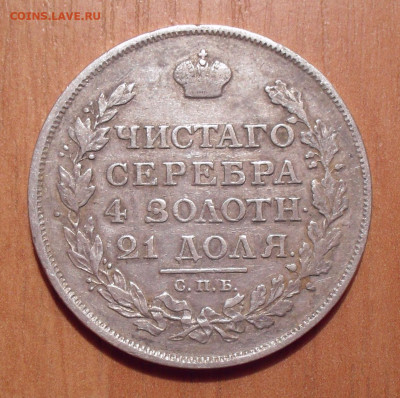 COINS.LAVE.RU
ЧИСТАГО
СЕРЕБРА
4 ЗОЛОТН.
21 ДОЛЯ.
С.П.Б.